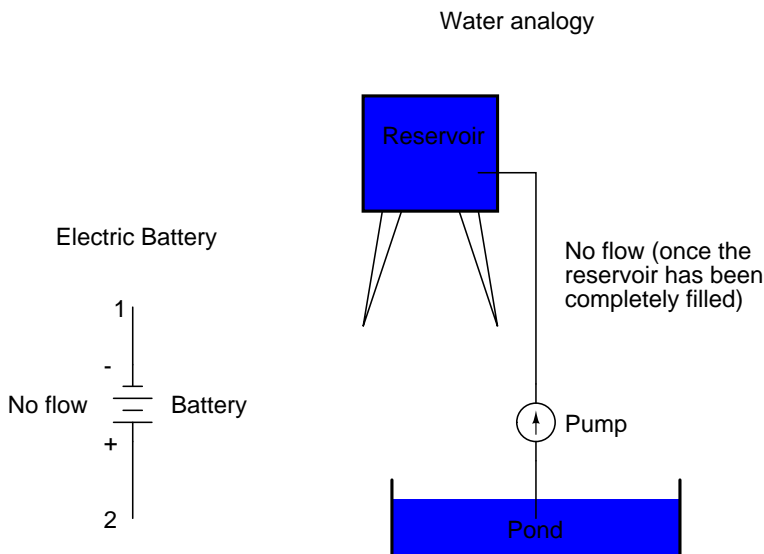 Water analogy
Reservoir
Electric Battery
No flow (once the
reservoir has been
completely filled)
1
-
No flow
Battery
Pump
+
2
Pond